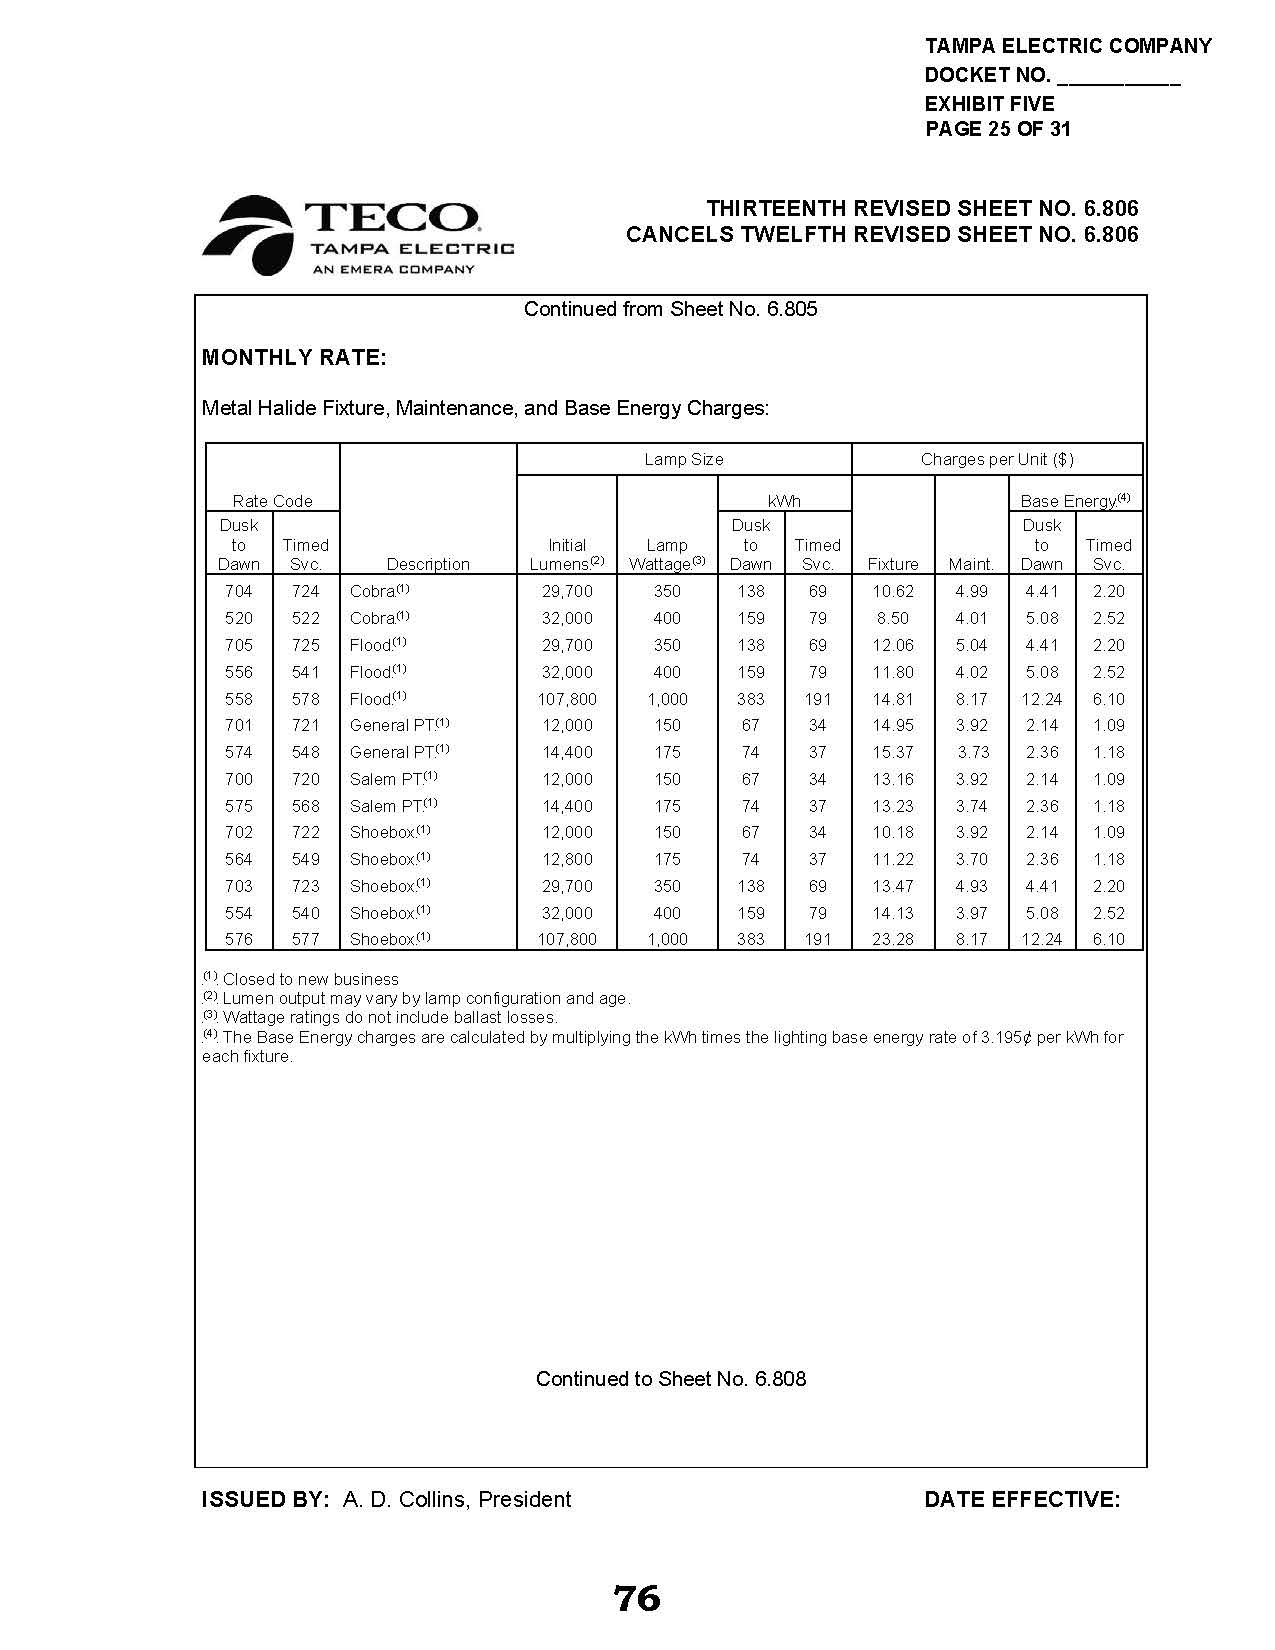 TAMPA ELECTRIC COMPANY
DOCKET NO. ___________
EXHIBIT FIVE
PAGE 25 OF 31
TECO.
TAMPA ELECTRIC
AN EMERA COMPANY
THIRTEENTH REVISED SHEET NO. 6.806
CANCELS TWELFTH REVISED SHEET NO. 6.806
Continued from Sheet No. 6.805
MONTHLY RATE:
Metal Halide Fixture, Maintenance, and Base Energy Charges:
Lamp Size Charges per Unit ($)
Rate Code kWh Base Energy(4)
Dusk Dusk Dusk
to Timed Initial Lamp to Timed to Timed
Dawn Svc. Description Lumens(2) Wattage(3) Dawn Svc. Fixture Maint. Dawn Svc.
704 724 Cobra(1) 29,700 350 138 69 10.62 4.99 4.41 2.20
520 522 Cobra(1) 32,000 400 159 79 8.50 4.01 5.08 2.52
705 725 Flood(1) 29,700 350 138 69 12.06 5.04 4.41 2.20
556 541 Flood(1) 32,000 400 159 79 11.80 4.02 5.08 2.52
558 578 Flood(1) 107,800 1,000 383 191 14.81 8.17 12.24 6.10
701 721 General PT(1) 12,000 150 67 34 14.95 3.92 2.14 1.09
574 548 General PT(1) 14,400 175 74 37 15.37 3.73 2.36 1.18
700 720 Salem PT(1) 12,000 150 67 34 13.16 3.92 2.14 1.09
575 568 Salem PT(1) 14,400 175 74 37 13.23 3.74 2.36 1.18
702 722 Shoebox(1) 12,000 150 67 34 10.18 3.92 2.14 1.09
564 549 Shoebox(1) 12,800 175 74 37 11.22 3.70 2.36 1.18
703 723 Shoebox(1) 29,700 350 138 69 13.47 4.93 4.41 2.20
554 540 Shoebox(1) 32,000 400 159 79 14.13 3.97 5.08 2.52
576 577 Shoebox(1) 107,800 1,000 383 191 23.28 8.17 12.24 6.10
(1) Closed to new business
(2) Lumen output may vary by lamp configuration and age.
(3) Wattage ratings do not include ballast losses.
(4) The Base Energy charges are calculated by multiplying the kWh times the lighting base energy rate of 3.195¢ per kWh for
each fixture.
Continued to Sheet No. 6.808
ISSUED BY: A. D. Collins, President DATE EFFECTIVE:
76